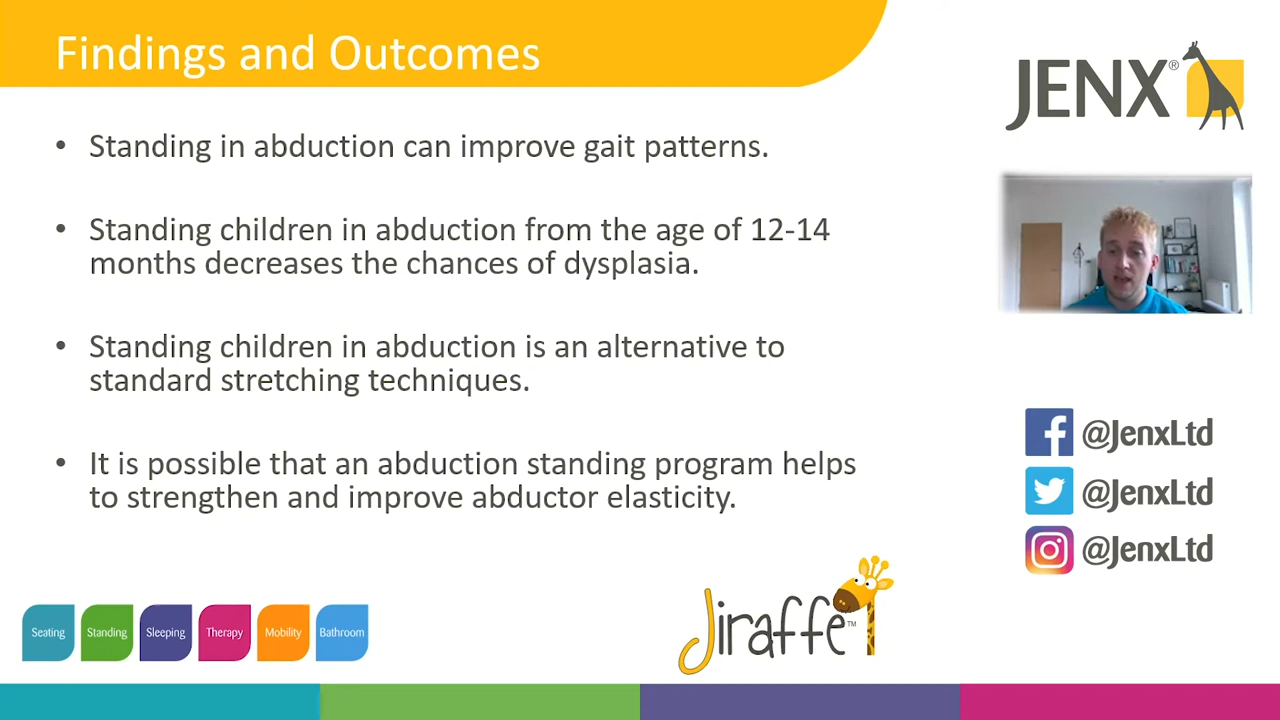 Findings and Outcomes
JENX®
• Standing in abduction can improve gait patterns.
• Standing children in abduction from the age of 12-14
months decreases the chances of dysplasia.
• Standing children in abduction is an alternative to
standard stretching techniques.
• It is possible that an abduction standing program helps
to strengthen and improve abductor elasticity.
@JenxLtd
@JenxLtd
@JenxLtd
Seating
Standing
Sleeping
Therapy
Mobility
Bathroom
Jiraffe™